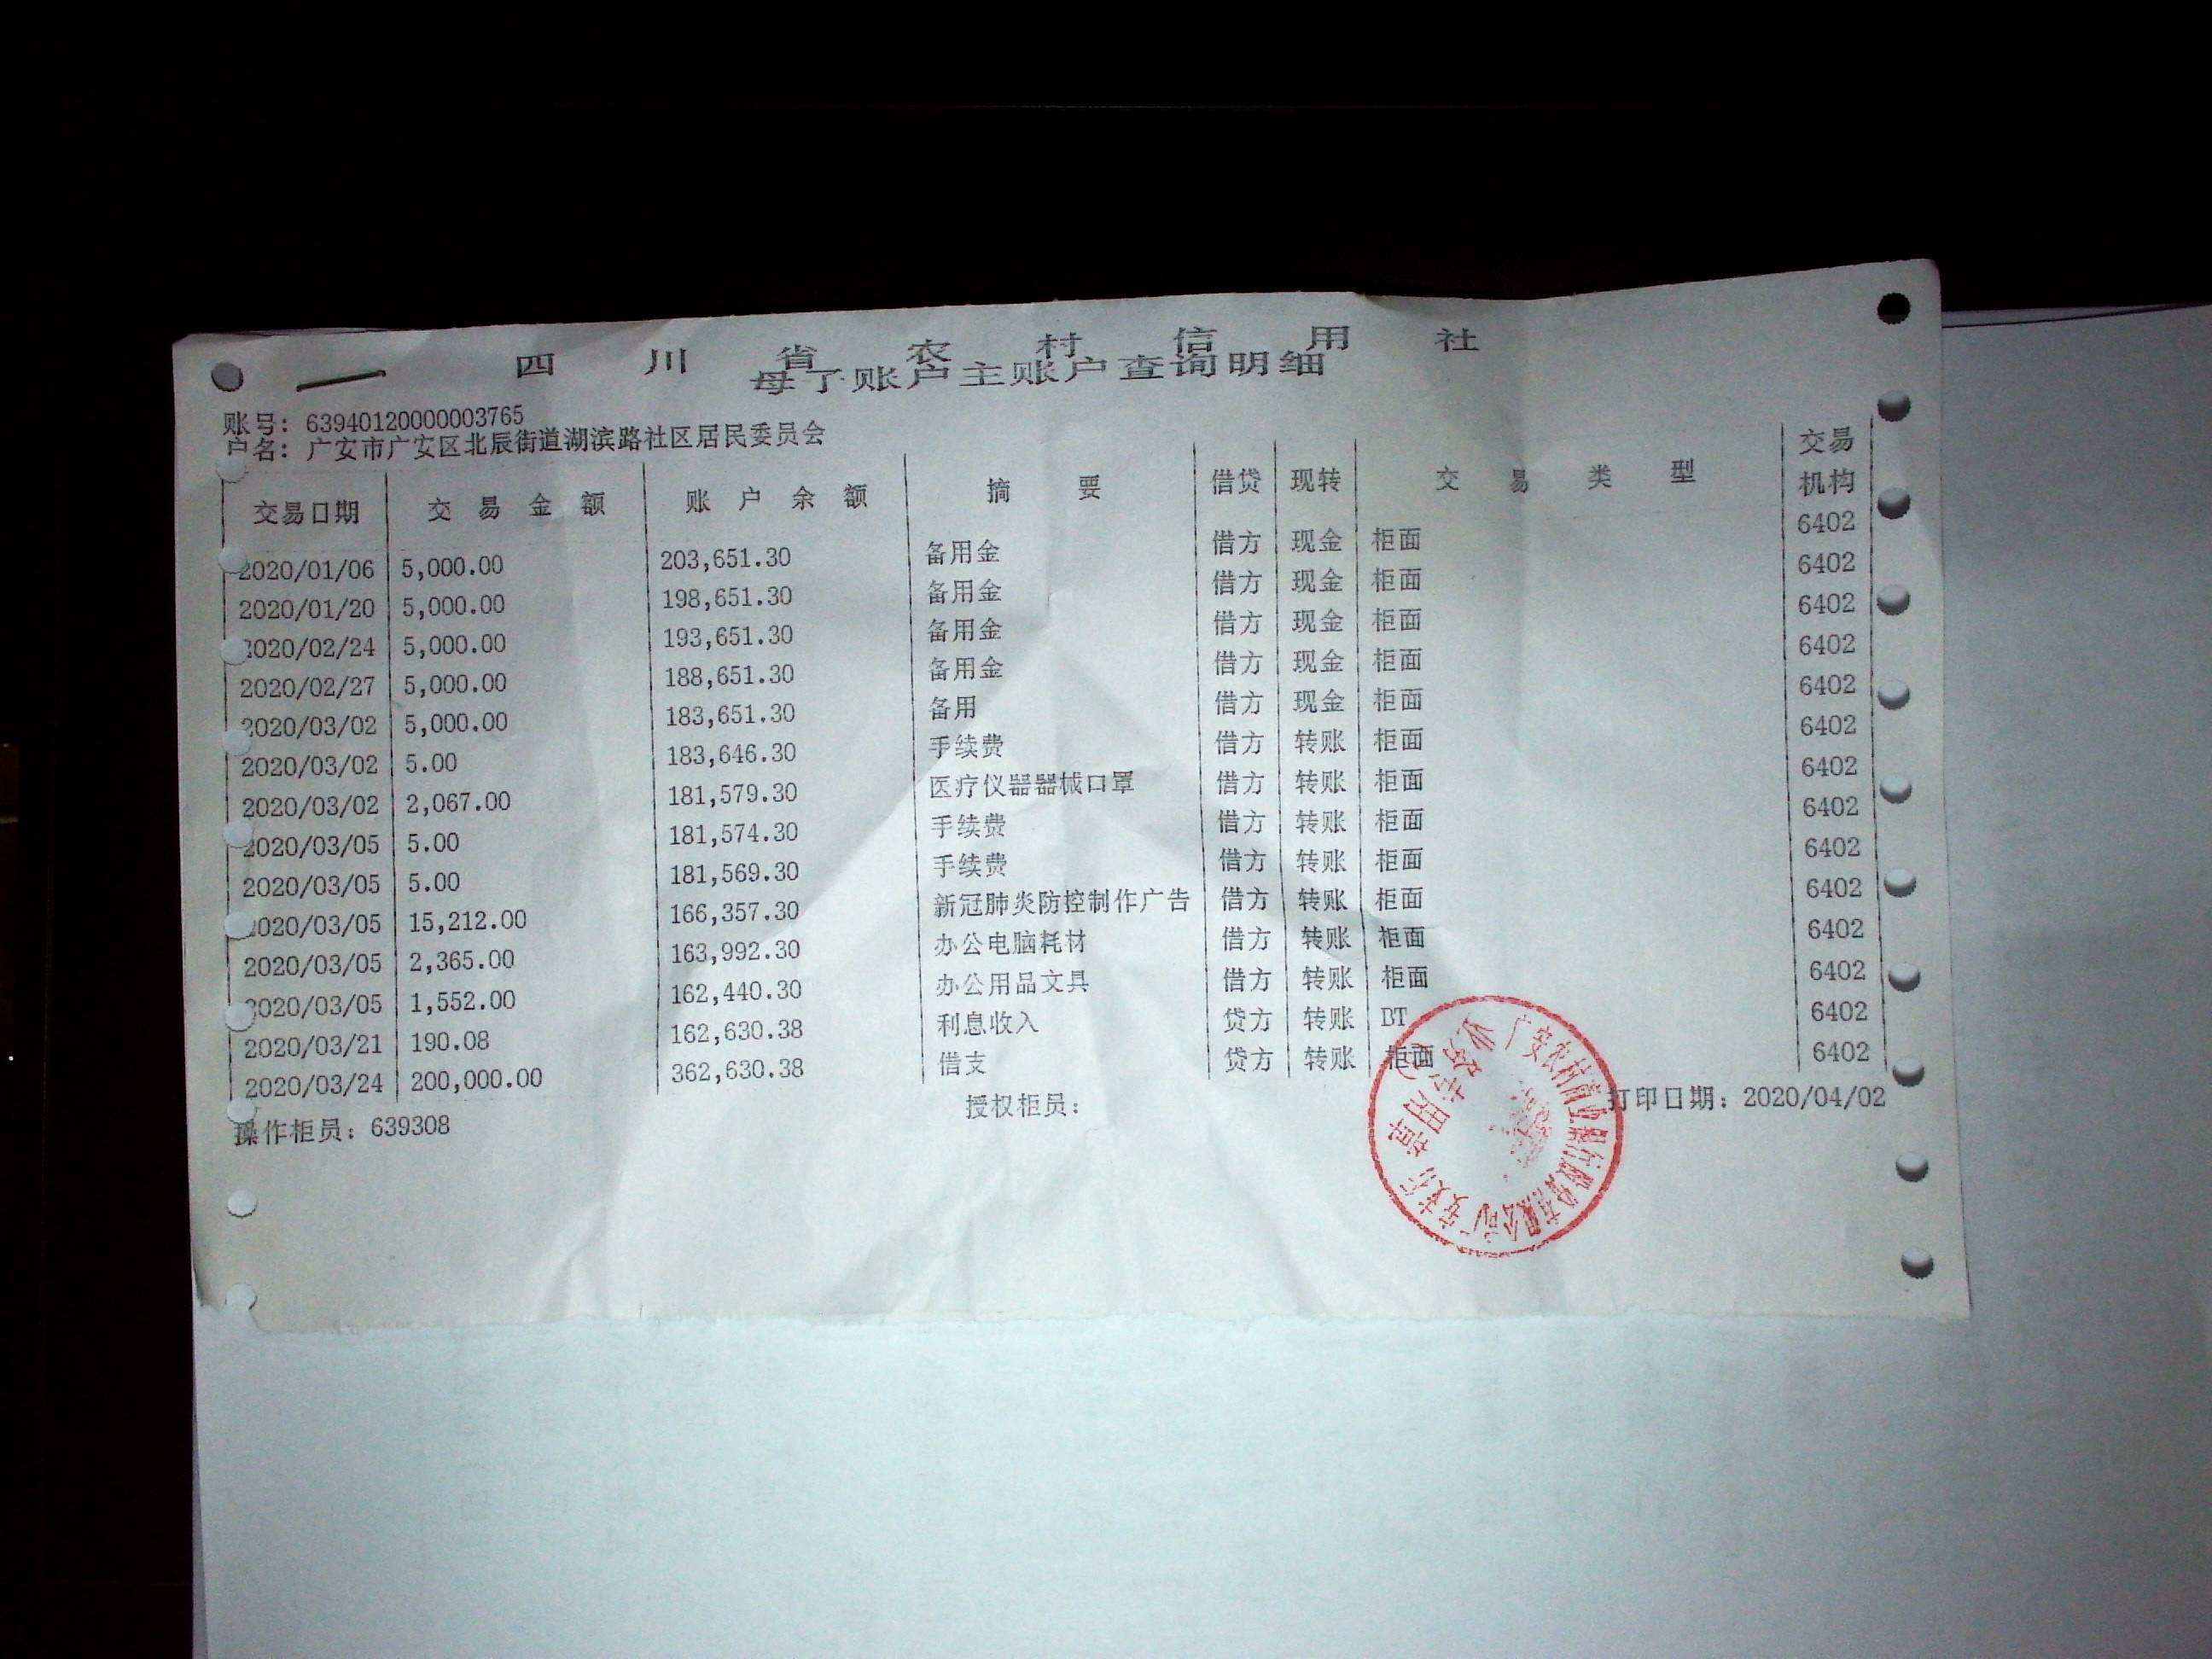 四川省农村信用社
母子账户主账户查询明细
账号：63940120000003765
户名：广安市广安区北辰街道湖滨路社区居民委员会
交易日期 交易金额 账户余额 摘要 借贷 现转 交易类型 交易机构
2020/01/06 5,000.00 203,651.30 备用金 借方 现金 柜面 6402
2020/01/20 5,000.00 198,651.30 备用金 借方 现金 柜面 6402
2020/02/24 5,000.00 193,651.30 备用金 借方 现金 柜面 6402
2020/02/27 5,000.00 188,651.30 备用金 借方 现金 柜面 6402
2020/03/02 5,000.00 183,651.30 备用 借方 现金 柜面 6402
2020/03/02 5.00 183,646.30 手续费 借方 转账 柜面 6402
2020/03/02 2,067.00 181,579.30 医疗仪器器械口罩 借方 转账 柜面 6402
2020/03/05 5.00 181,574.30 手续费 借方 转账 柜面 6402
2020/03/05 5.00 181,569.30 手续费 借方 转账 柜面 6402
2020/03/05 15,212.00 166,357.30 新冠肺炎防控制作广告 借方 转账 柜面 6402
2020/03/05 2,365.00 163,992.30 办公电脑耗材 借方 转账 柜面 6402
2020/03/05 1,552.00 162,440.30 办公用品文具 借方 转账 柜面 6402
2020/03/21 190.08 162,630.38 利息收入 贷方 转账 BT 6402
2020/03/24 200,000.00 362,630.38 借支 贷方 转账 柜面 6402
操作柜员：639308 授权柜员： 打印日期：2020/04/02
广安农村商业银行股份有限公司广安支行